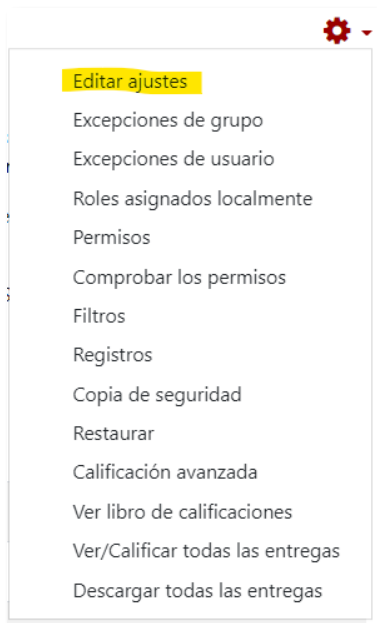 Editar ajustes
Excepciones de grupo
Excepciones de usuario
Roles asignados localmente
Permisos
Comprobar los permisos
Filtros
Registros
Copia de seguridad
Restaurar
Calificación avanzada
Ver libro de calificaciones
Ver/Calificar todas las entregas
Descargar todas las entregas